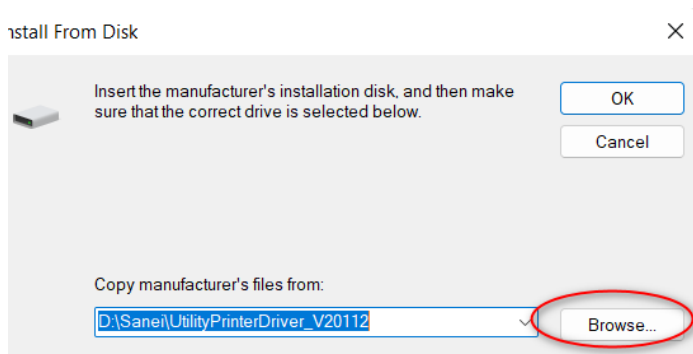 nstall From Disk
Insert the manufacturer's installation disk, and then make
sure that the correct drive is selected below.
OK
Cancel
Copy manufacturer's files from:
D:\Sanei\UtilityPrinterDriver_V20112
Browse...